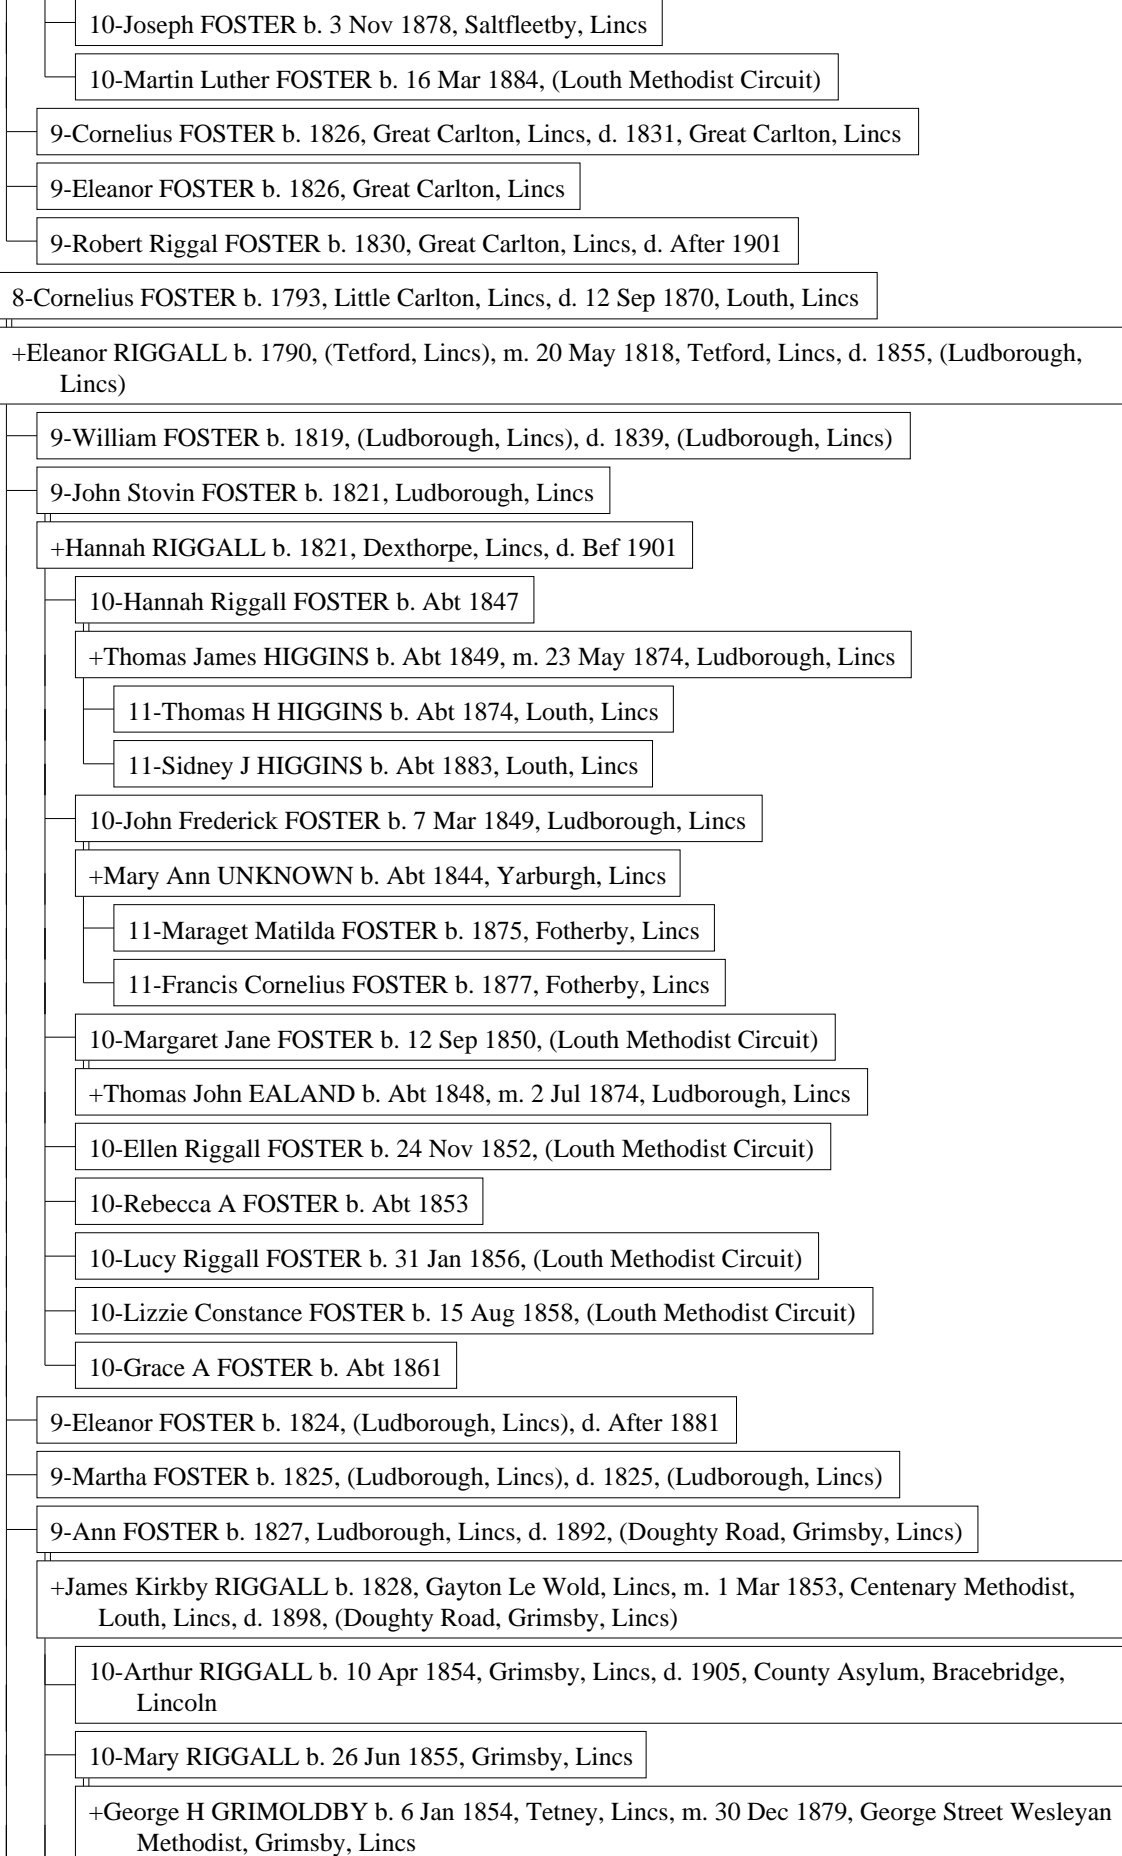 10-Joseph FOSTER b. 3 Nov 1878, Saltfleetby, Lincs
10-Martin Luther FOSTER b. 16 Mar 1884, (Louth Methodist Circuit)
9-Cornelius FOSTER b. 1826, Great Carlton, Lincs, d. 1831, Great Carlton, Lincs
9-Eleanor FOSTER b. 1826, Great Carlton, Lincs
9-Robert Riggal FOSTER b. 1830, Great Carlton, Lincs, d. After 1901
8-Cornelius FOSTER b. 1793, Little Carlton, Lincs, d. 12 Sep 1870, Louth, Lincs
+Eleanor RIGGALL b. 1790, (Tetford, Lincs), m. 20 May 1818, Tetford, Lincs, d. 1855, (Ludborough,
Lincs)
9-William FOSTER b. 1819, (Ludborough, Lincs), d. 1839, (Ludborough, Lincs)
9-John Stovin FOSTER b. 1821, Ludborough, Lincs
+Hannah RIGGALL b. 1821, Dexthorpe, Lincs, d. Bef 1901
10-Hannah Riggall FOSTER b. Abt 1847
+Thomas James HIGGINS b. Abt 1849, m. 23 May 1874, Ludborough, Lincs
11-Thomas H HIGGINS b. Abt 1874, Louth, Lincs
11-Sidney J HIGGINS b. Abt 1883, Louth, Lincs
10-John Frederick FOSTER b. 7 Mar 1849, Ludborough, Lincs
+Mary Ann UNKNOWN b. Abt 1844, Yarburgh, Lincs
11-Maraget Matilda FOSTER b. 1875, Fotherby, Lincs
11-Francis Cornelius FOSTER b. 1877, Fotherby, Lincs
10-Margaret Jane FOSTER b. 12 Sep 1850, (Louth Methodist Circuit)
+Thomas John EALAND b. Abt 1848, m. 2 Jul 1874, Ludborough, Lincs
10-Ellen Riggall FOSTER b. 24 Nov 1852, (Louth Methodist Circuit)
10-Rebecca A FOSTER b. Abt 1853
10-Lucy Riggall FOSTER b. 31 Jan 1856, (Louth Methodist Circuit)
10-Lizzie Constance FOSTER b. 15 Aug 1858, (Louth Methodist Circuit)
10-Grace A FOSTER b. Abt 1861
9-Eleanor FOSTER b. 1824, (Ludborough, Lincs), d. After 1881
9-Martha FOSTER b. 1825, (Ludborough, Lincs), d. 1825, (Ludborough, Lincs)
9-Ann FOSTER b. 1827, Ludborough, Lincs, d. 1892, (Doughty Road, Grimsby, Lincs)
+James Kirkby RIGGALL b. 1828, Gayton Le Wold, Lincs, m. 1 Mar 1853, Centenary Methodist,
Louth, Lincs, d. 1898, (Doughty Road, Grimsby, Lincs)
10-Arthur RIGGALL b. 10 Apr 1854, Grimsby, Lincs, d. 1905, County Asylum, Bracebridge,
Lincoln
10-Mary RIGGALL b. 26 Jun 1855, Grimsby, Lincs
+George H GRIMOLDBY b. 6 Jan 1854, Tetney, Lincs, m. 30 Dec 1879, George Street Wesleyan
Methodist, Grimsby, Lincs